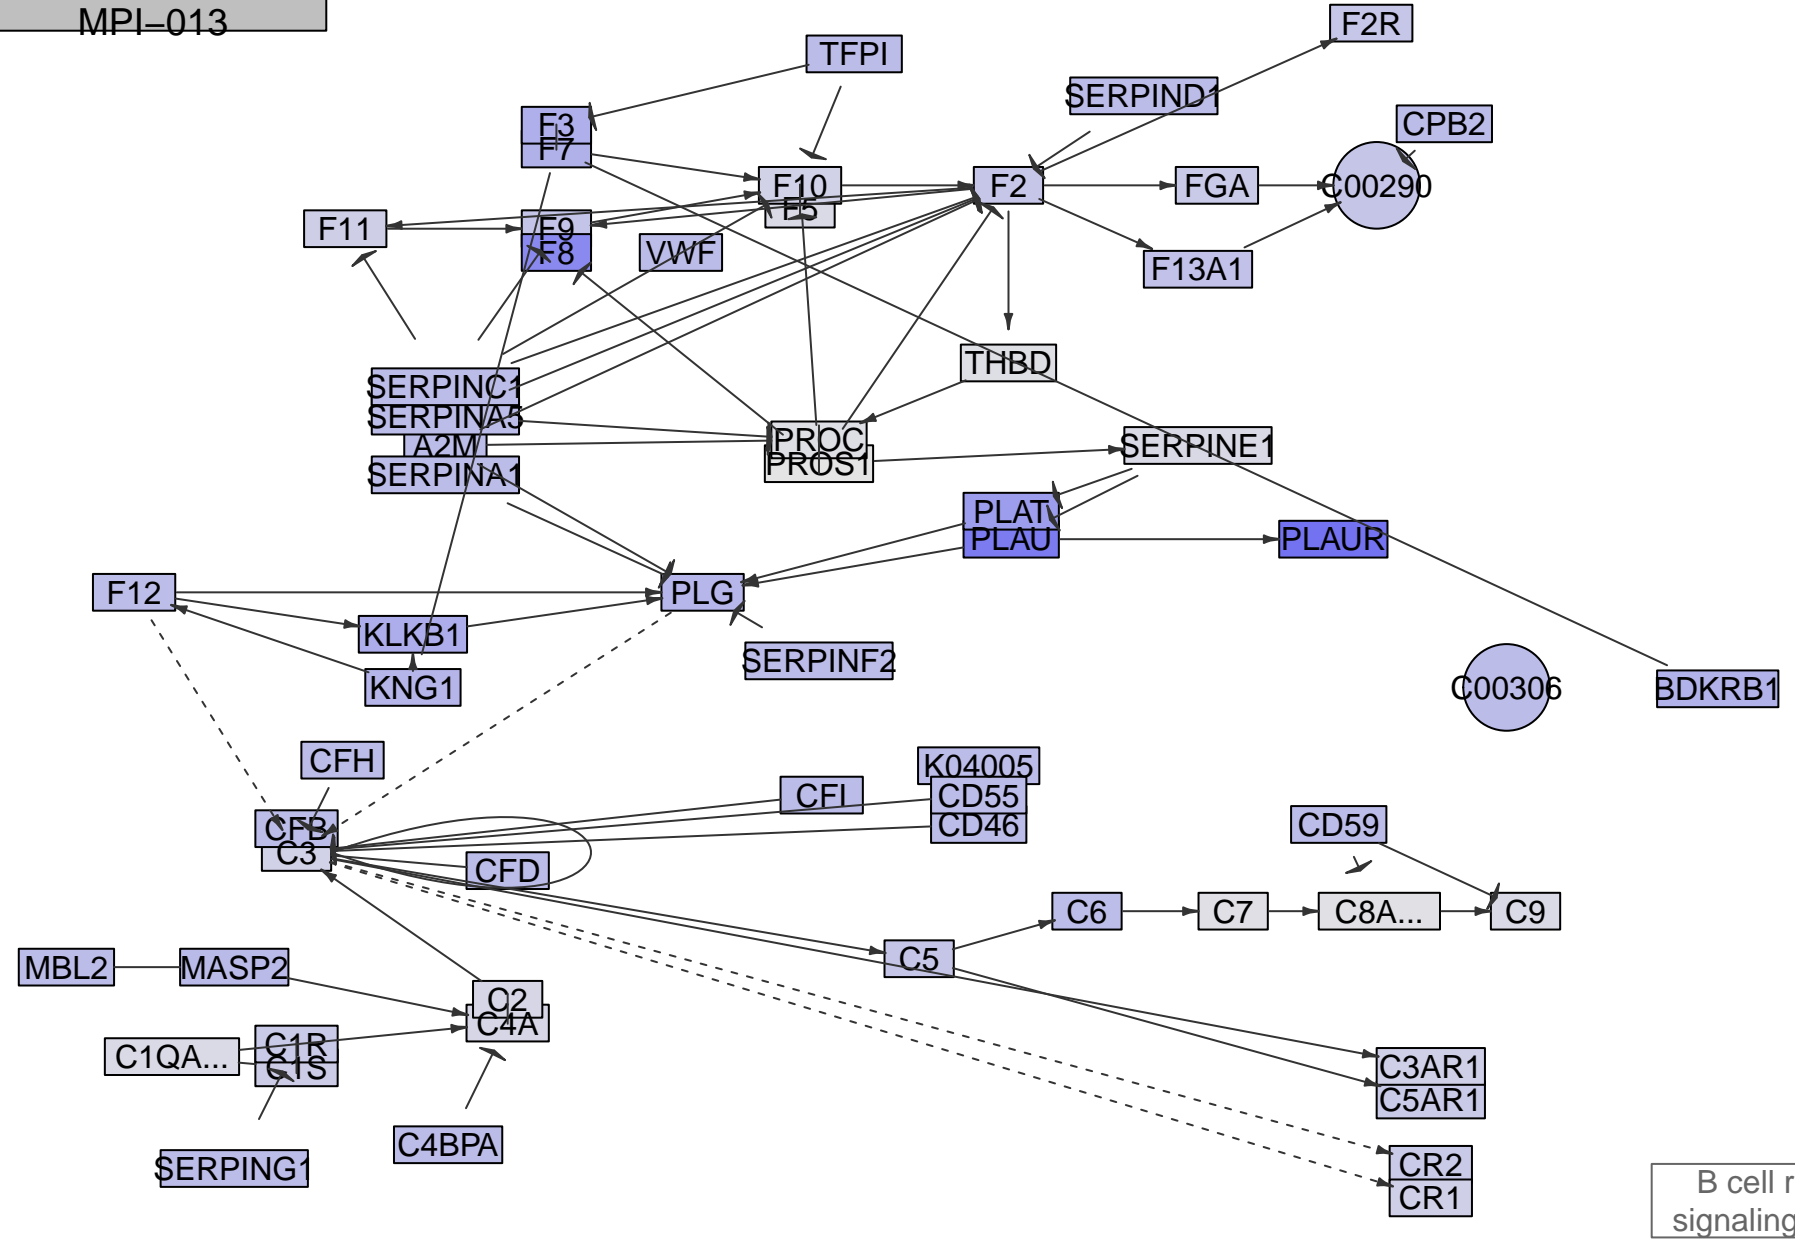 MPI–013
F2R
TFPI
SERPIND1
CPB2
F3
F7
F10
F5
F2
FGA
C00290
F11
F9
F8
VWF
F13A1
THBD
SERPINC1
SERPINA5
A2M
SERPINA1
PROC
PROS1
SERPINE1
PLAT
PLAU
PLAUR
F12
PLG
KLKB1
KNG1
SERPINF2
C00306
BDKRB1
CFH
K04005
CFI
CD55
CD46
CFB
C3
CFD
CD59
C6
C7
C8A...
C9
C5
MBL2
MASP2
C2
C4A
C1QA...
C1R
C1S
C3AR1
C5AR1
C4BPA
SERPING1
CR2
CR1
B cell r
signaling